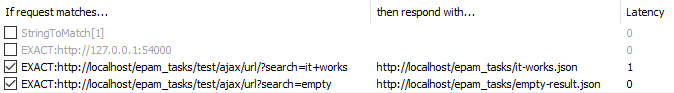 If request matches... then respond with... Latency
StringToMatch[1] 0
EXACT:http://127.0.0.1:54000 0
EXACT:http://localhost/epam_tasks/test/ajax/url/?search=it+works http://localhost/epam_tasks/it-works.json 1
EXACT:http://localhost/epam_tasks/test/ajax/url?search=empty http://localhost/epam_tasks/empty-result.json 0